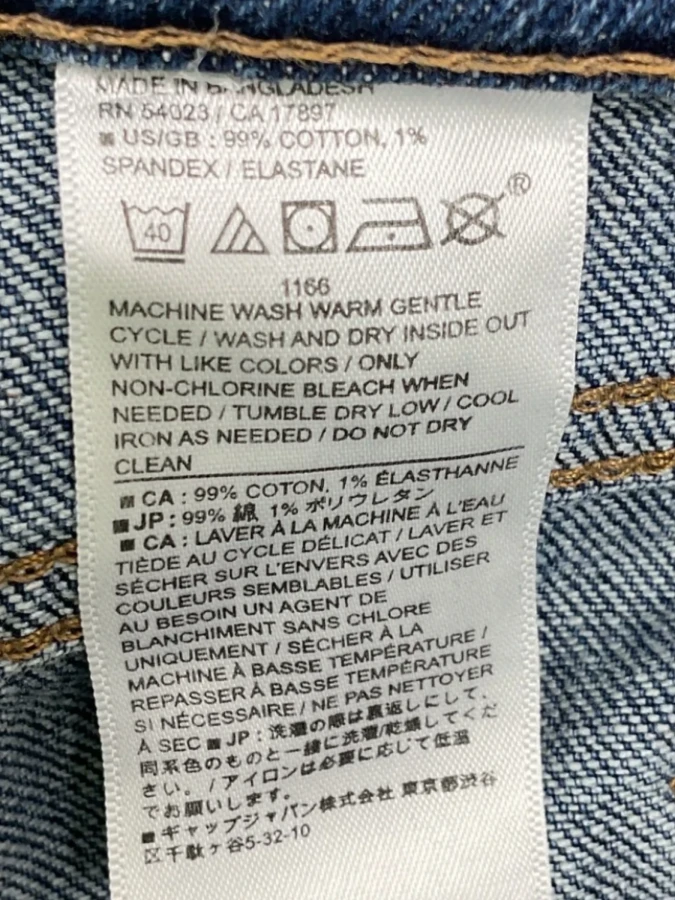 MADE IN BANGLADESH
RN 54023 / CA 17897
■ US/GB : 99% COTTON, 1%
SPANDEX / ELASTANE
40
®
1166
MACHINE WASH WARM GENTLE
CYCLE / WASH AND DRY INSIDE OUT
WITH LIKE COLORS / ONLY
NON-CHLORINE BLEACH WHEN
NEEDED / TUMBLE DRY LOW / COOL
IRON AS NEEDED / DO NOT DRY
CLEAN
■ CA : 99% COTON, 1% ÉLASTHANNE
■ JP : 99% 綿, 1% ポリウレタン
■ CA : LAVER À LA MACHINE À L'EAU
TIÈDE AU CYCLE DÉLICAT / LAVER ET
SÉCHER SUR L'ENVERS AVEC DES
COULEURS SEMBLABLES / UTILISER
AU BESOIN UN AGENT DE
BLANCHIMENT SANS CHLORE
UNIQUEMENT / SÉCHER À LA
MACHINE À BASSE TEMPÉRATURE /
REPASSER À BASSE TEMPÉRATURE
SI NÉCESSAIRE / NE PAS NETTOYER
À SEC ■ JP : 洗濯の際は裏返しにして、
同系色のものと一緒に洗濯/乾燥してくだ
さい。/ アイロンは必要に応じて低温
でお願いします。
■ ギャップジャパン株式会社 東京都渋谷
区千駄ヶ谷5-32-10